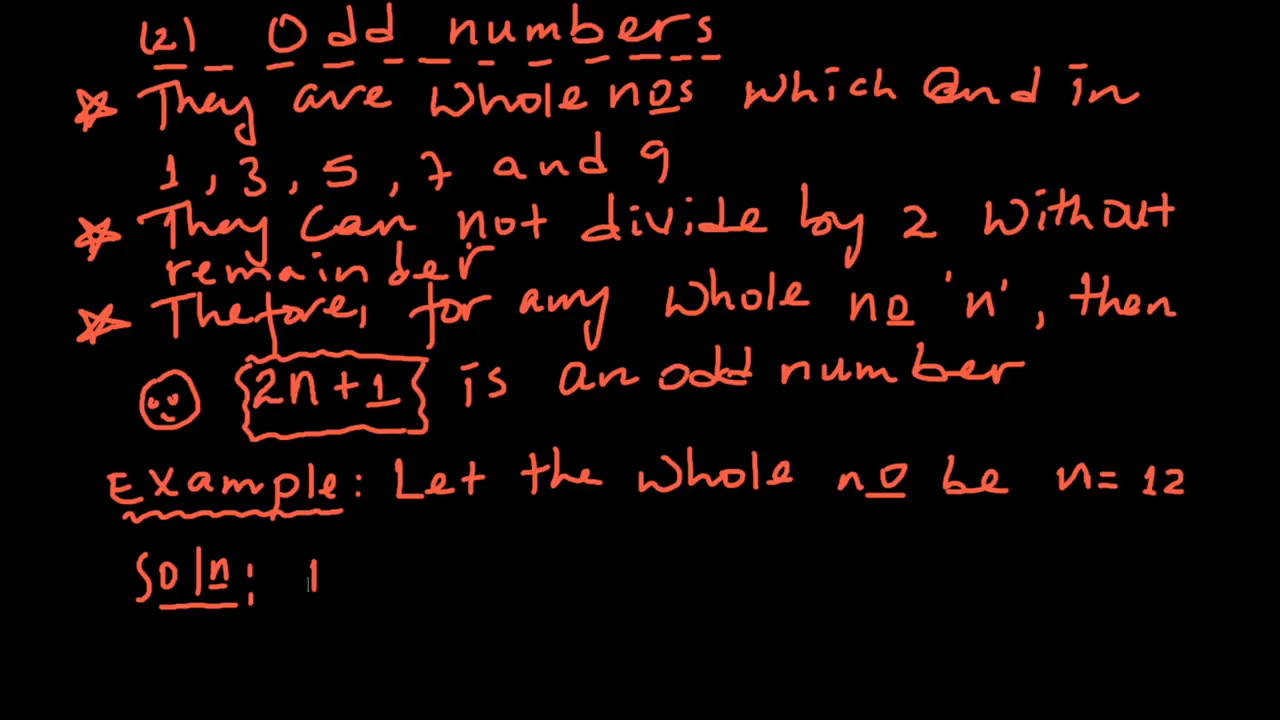 (2) Odd numbers
They are whole nos which end in
1, 3, 5, 7 and 9
They can not divide by 2 without
remainder
Therefore, for any whole no 'n', then
2n + 1 is an odd number
Example: Let the whole no be n = 12
Soln: 1